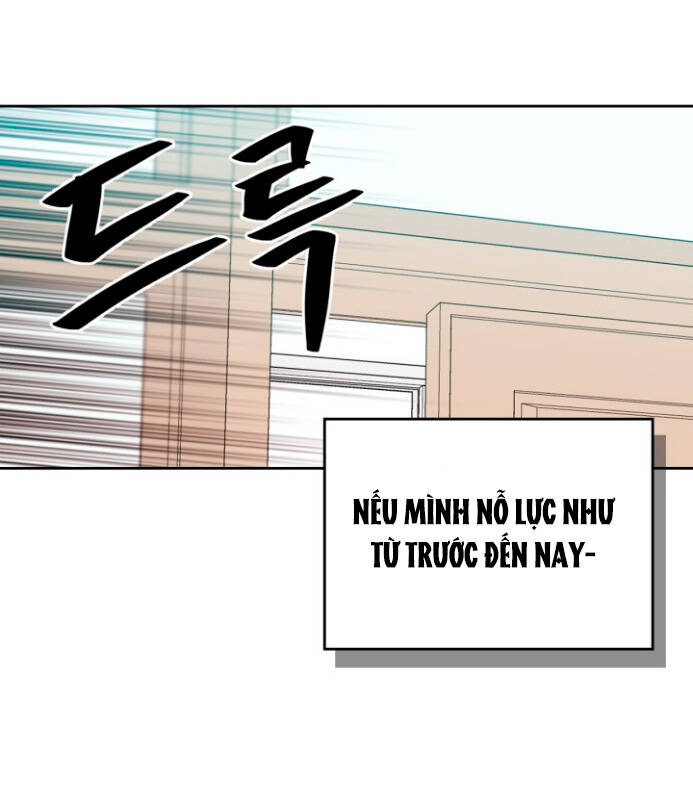 드륵
NẾU MÌNH NỖ LỰC NHƯ
TỪ TRƯỚC ĐẾN NAY-